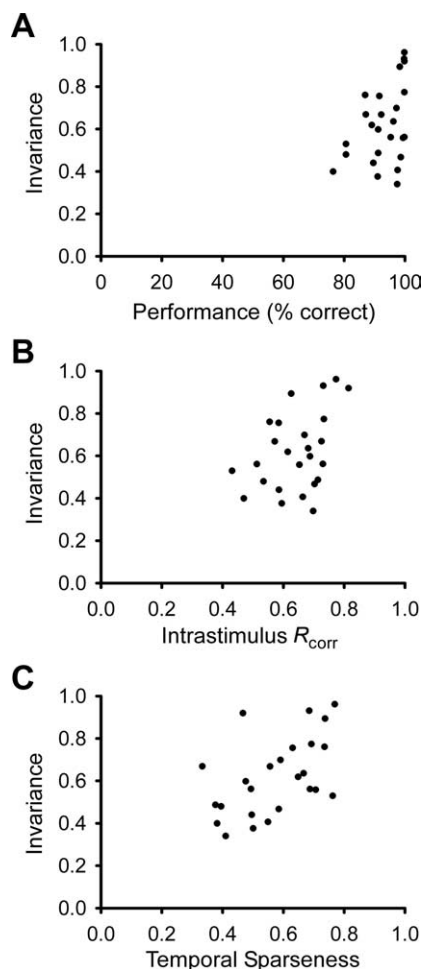 A
1.0
0.8
0.6
0.4
0.2
0.0
Invariance
0 20 40 60 80 100
Performance (% correct)
B
1.0
0.8
0.6
0.4
0.2
0.0
Invariance
0.0 0.2 0.4 0.6 0.8 1.0
Intrastimulus Rcorr
C
1.0
0.8
0.6
0.4
0.2
0.0
Invariance
0.0 0.2 0.4 0.6 0.8 1.0
Temporal Sparseness